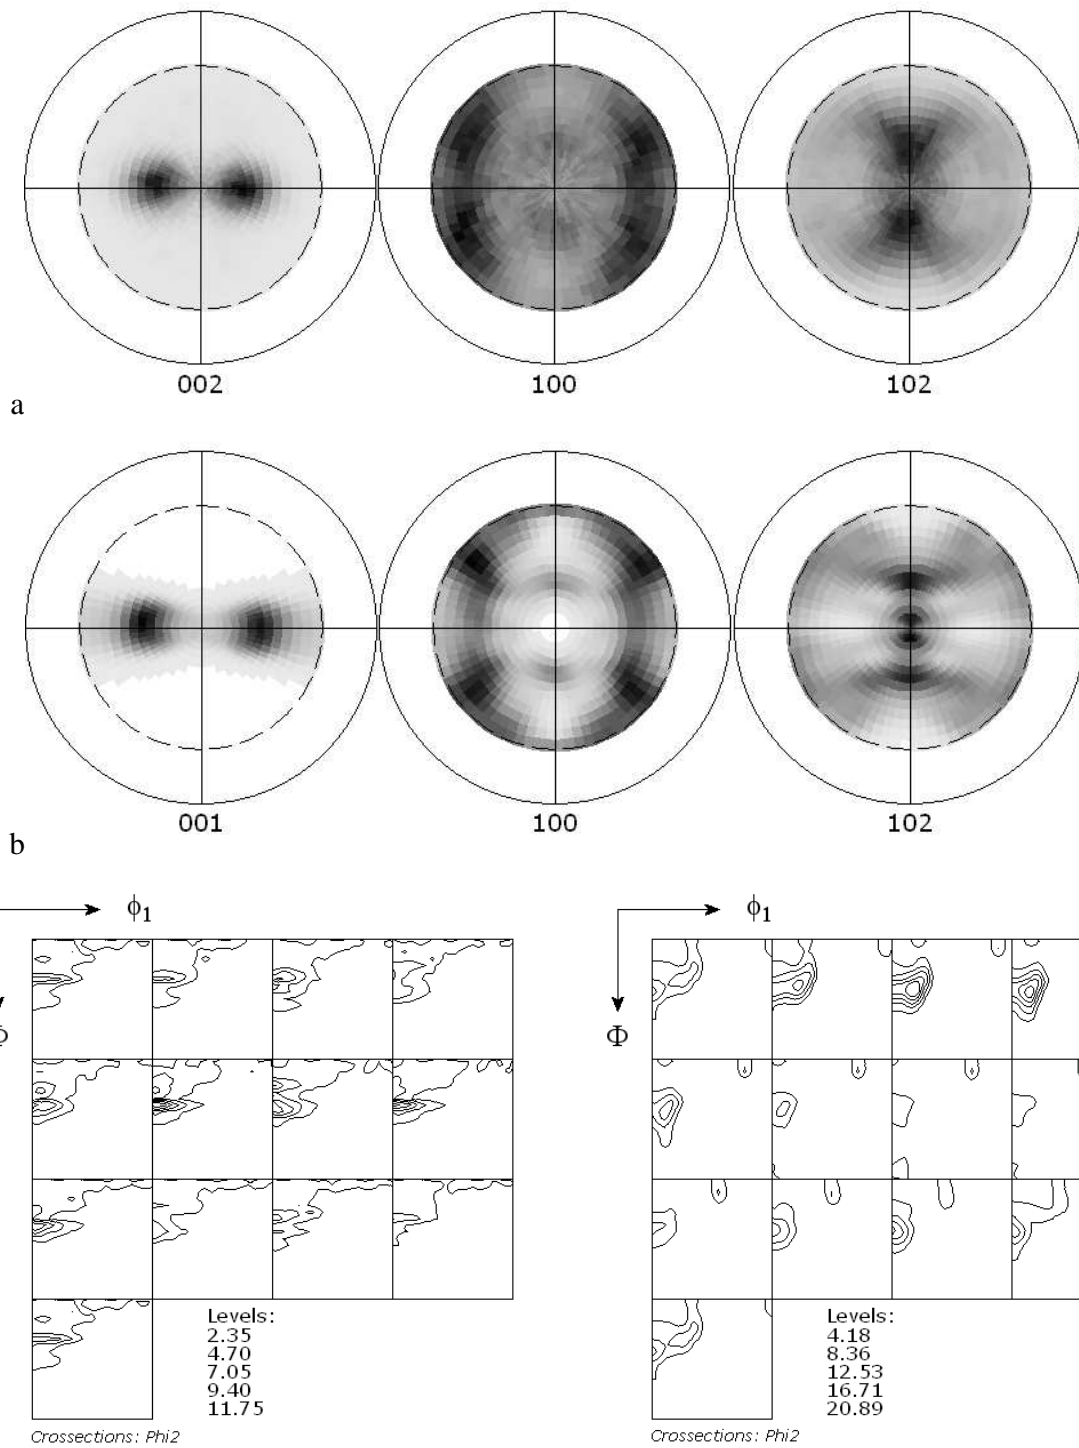 002 100 102
a
001 100 102
b
ϕ1 ϕ1
Φ Φ
Levels: Levels:
2.35 4.18
4.70 8.36
7.05 12.53
9.40 16.71
11.75 20.89
Crossections: Phi2 Crossections: Phi2